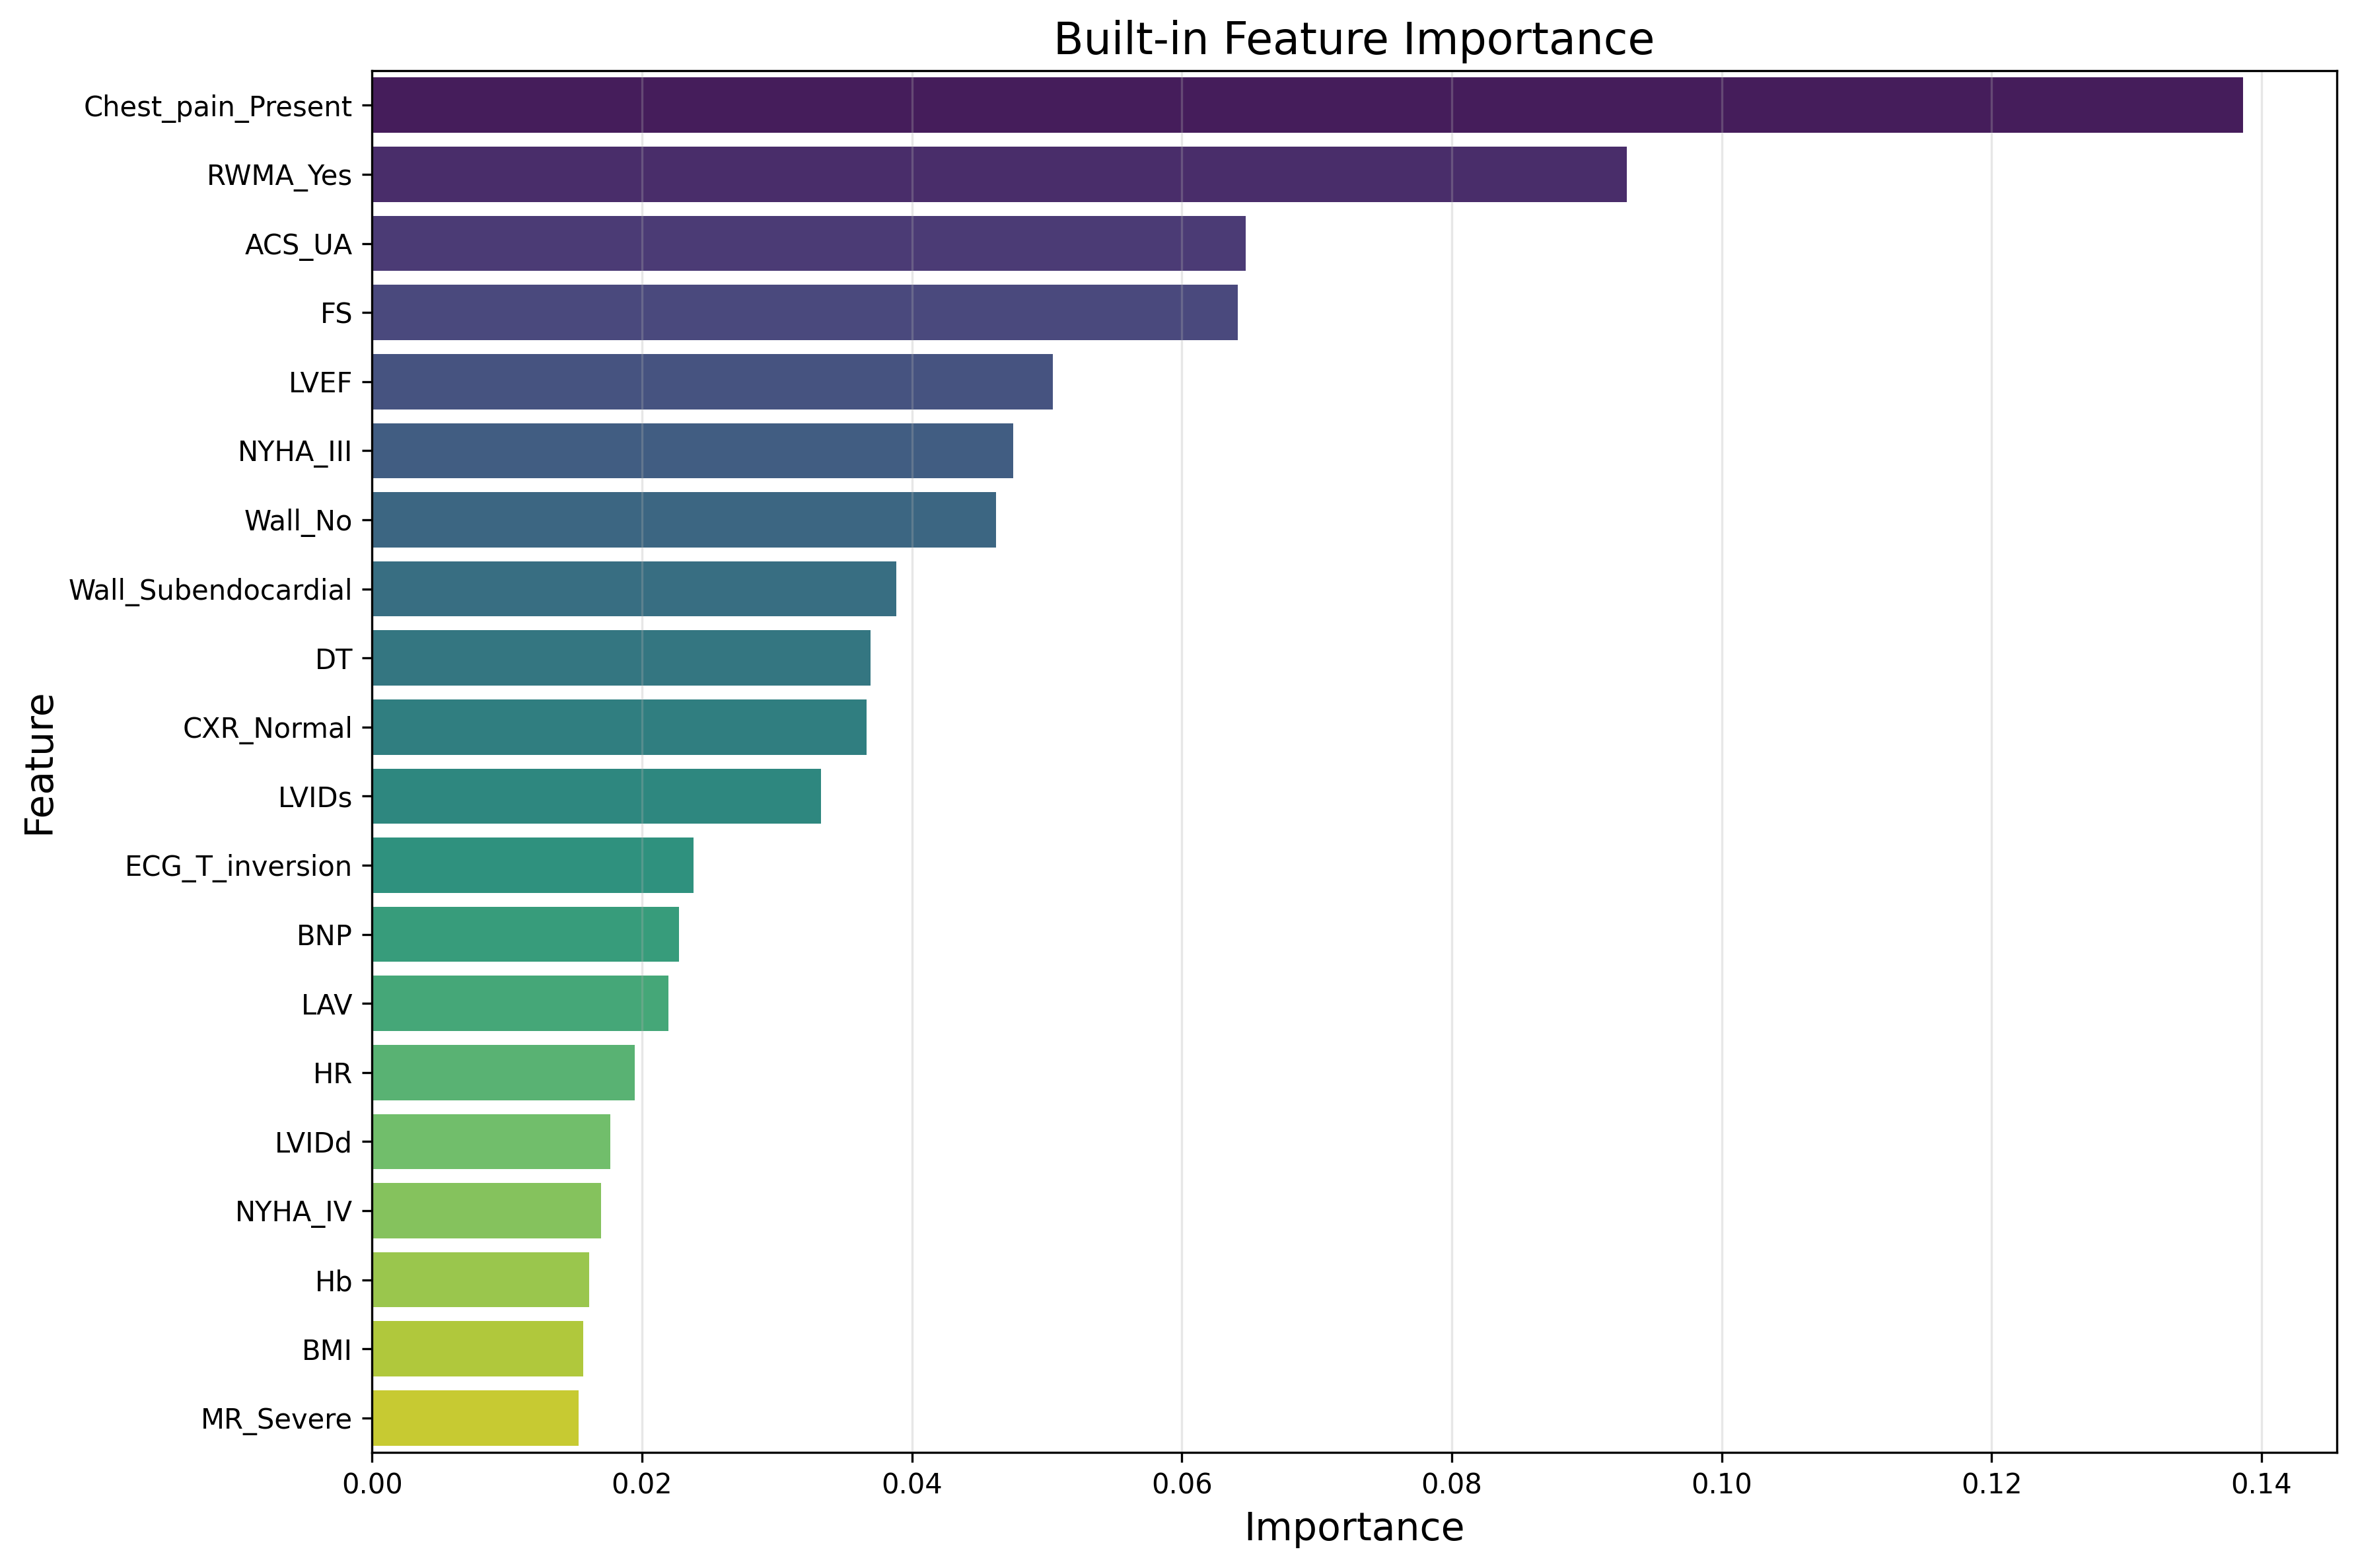 Built-in Feature Importance
Chest_pain_Present
RWMA_Yes
ACS_UA
FS
LVEF
NYHA_III
Wall_No
Wall_Subendocardial
DT
CXR_Normal
LVIDs
ECG_T_inversion
BNP
LAV
HR
LVIDd
NYHA_IV
Hb
BMI
MR_Severe
Feature
0.00 0.02 0.04 0.06 0.08 0.10 0.12 0.14
Importance